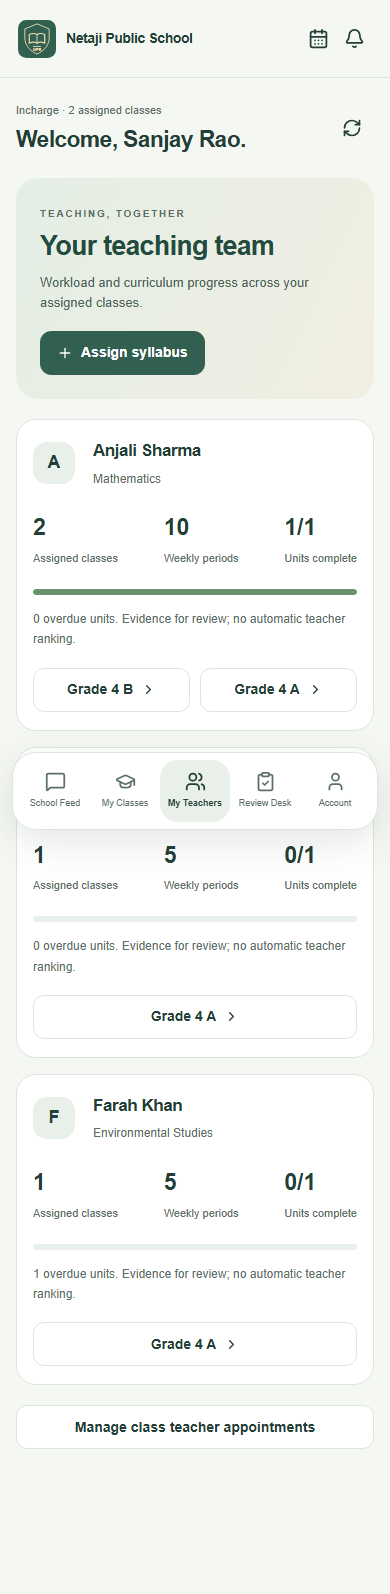 Netaji Public School
Incharge · 2 assigned classes
Welcome, Sanjay Rao.
TEACHING, TOGETHER
Your teaching team
Workload and curriculum progress across your
assigned classes.
+ Assign syllabus
A
Anjali Sharma
Mathematics
2 10 1/1
Assigned classes Weekly periods Units complete
0 overdue units. Evidence for review; no automatic teacher
ranking.
Grade 4 B Grade 4 A
School Feed My Classes My Teachers Review Desk Account
1 5 0/1
Assigned classes Weekly periods Units complete
0 overdue units. Evidence for review; no automatic teacher
ranking.
Grade 4 A
F
Farah Khan
Environmental Studies
1 5 0/1
Assigned classes Weekly periods Units complete
1 overdue units. Evidence for review; no automatic teacher
ranking.
Grade 4 A
Manage class teacher appointments